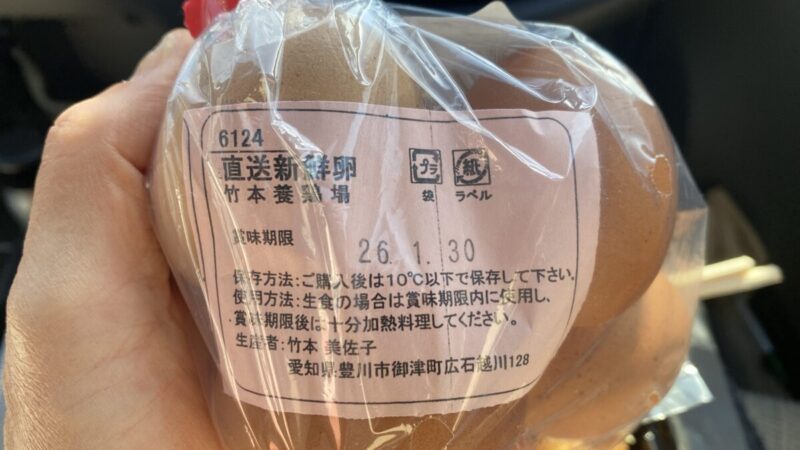 6124
直送新鮮卵
竹本養鶏場
プラ
袋
紙
ラベル
賞味期限
26. 1. 30
保存方法:ご購入後は10℃以下で保存して下さい。
使用方法:生食の場合は賞味期限内に使用し、
賞味期限後は十分加熱料理してください。
生産者:竹本 美佐子
愛知県豊川市御津町広石越川128